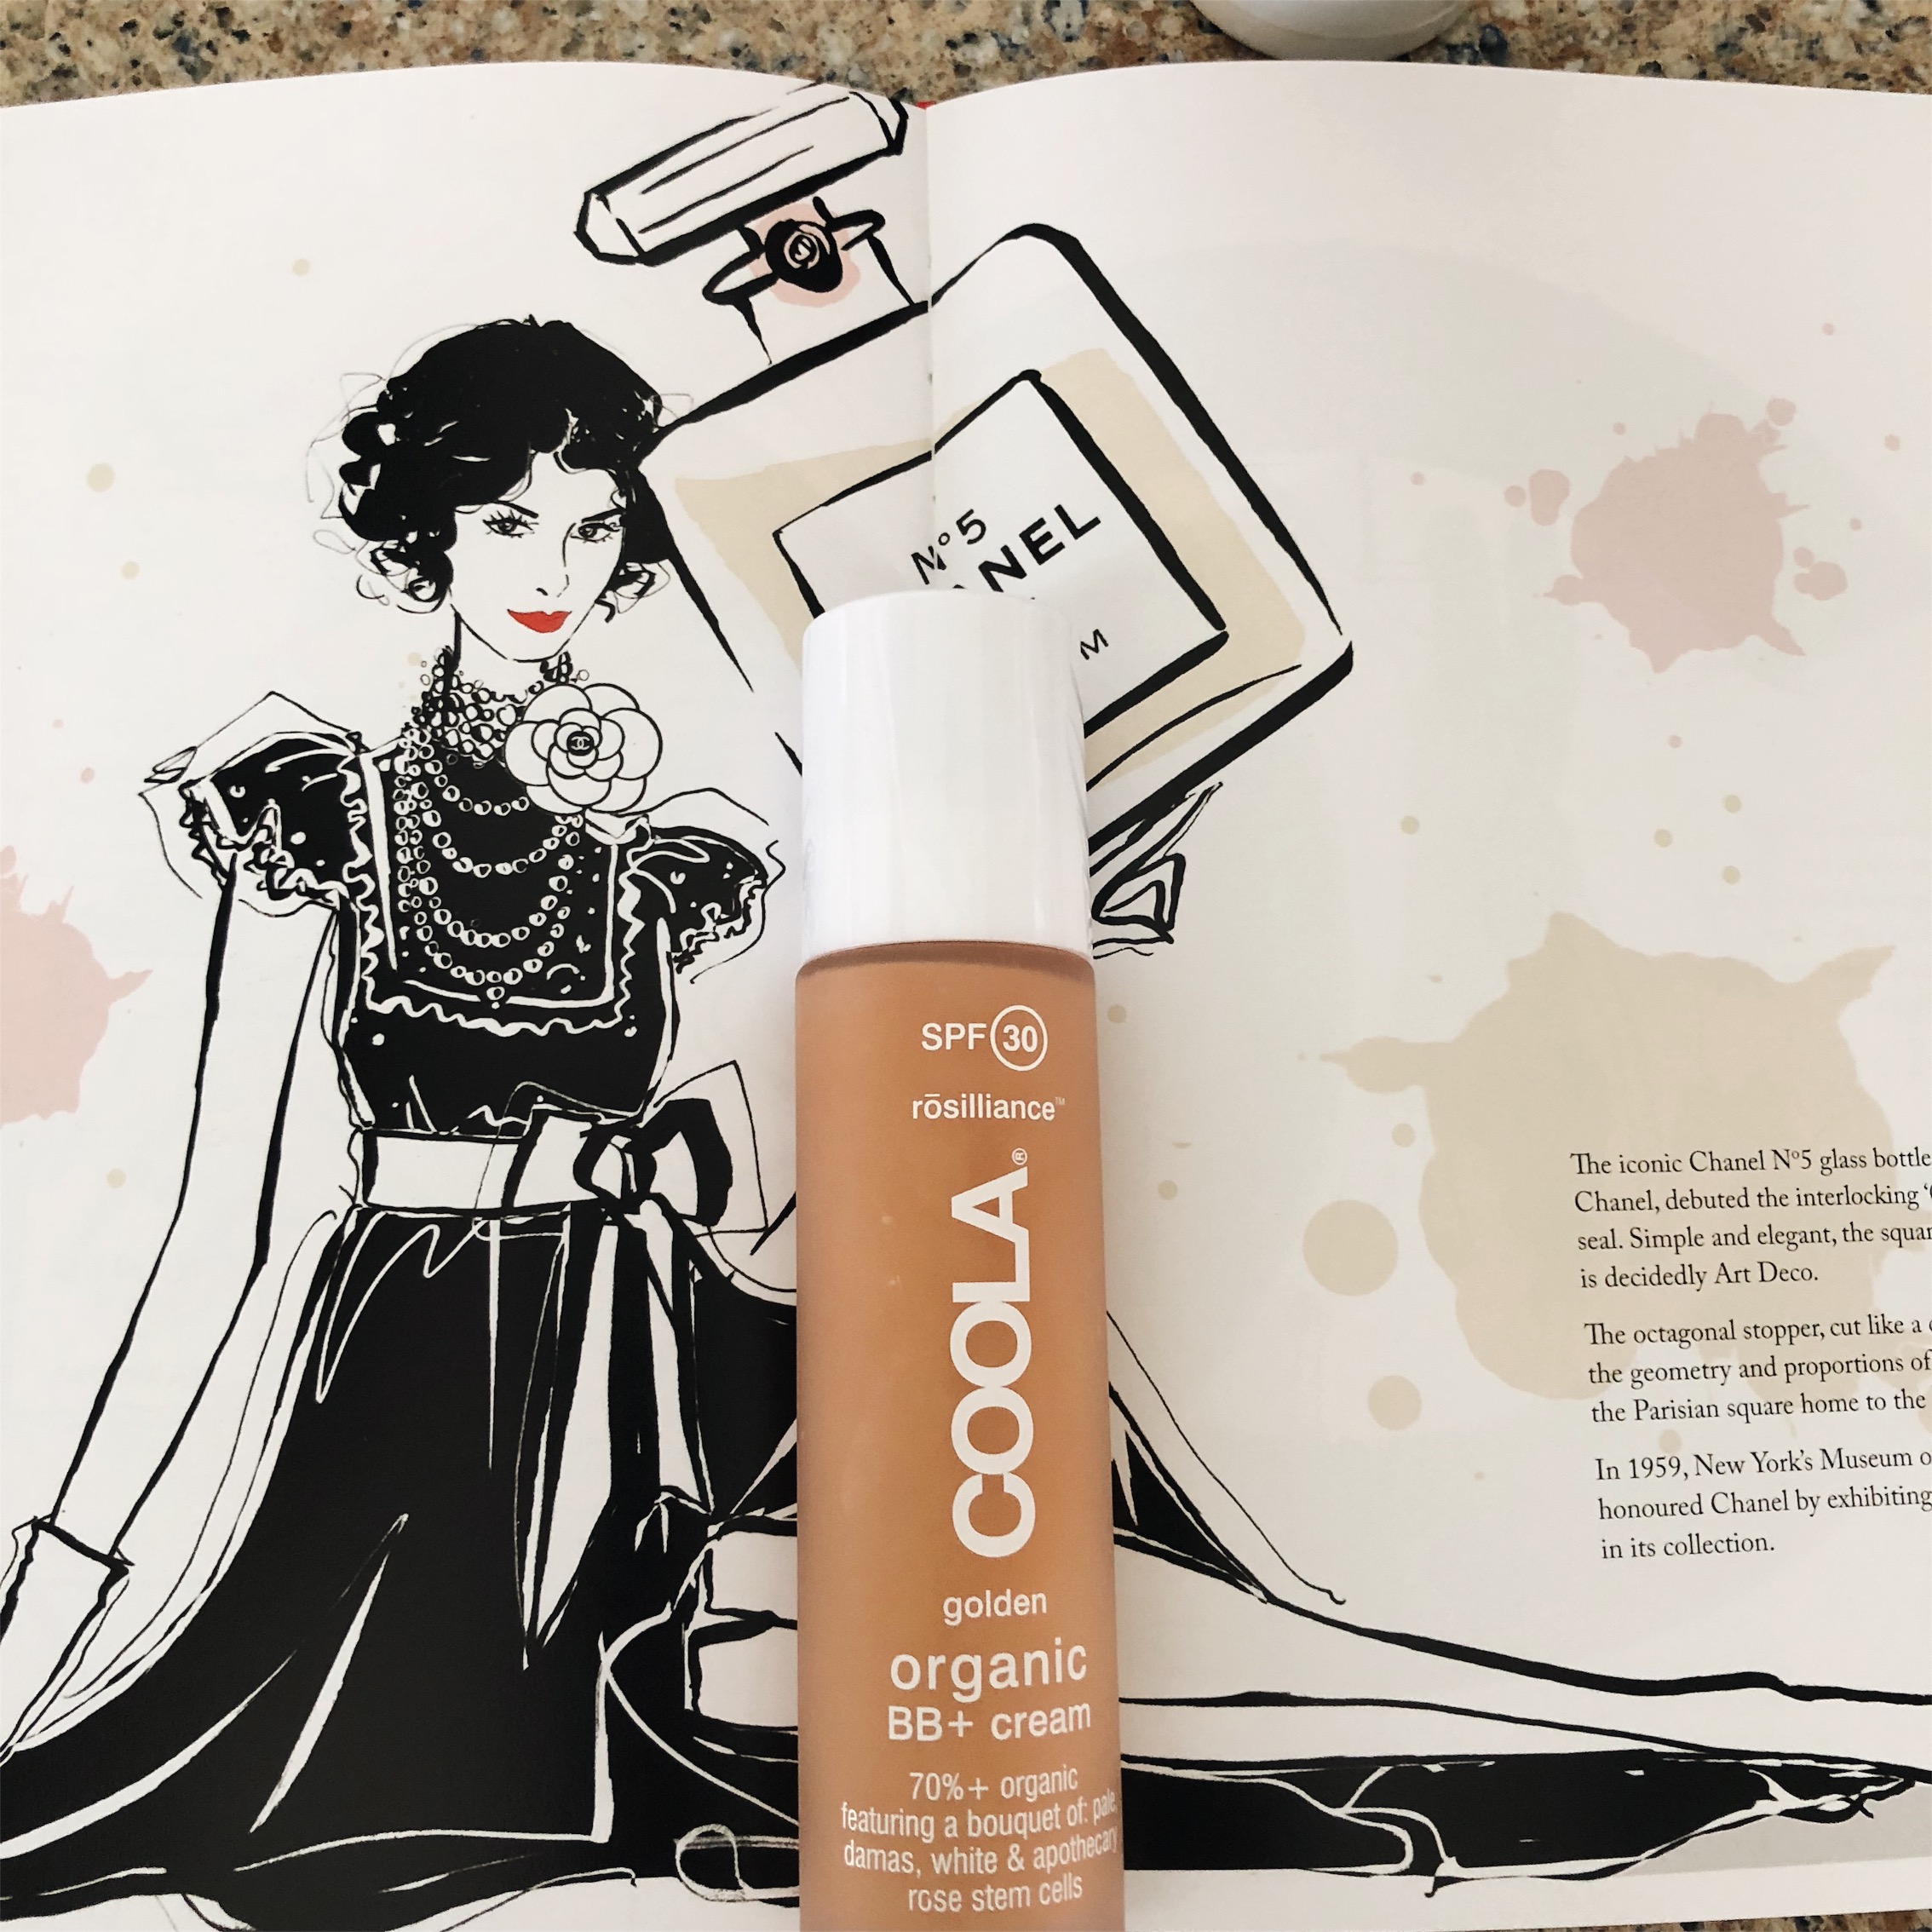 N°5
ANEL
M
SPF 30
rōsilliance™
COOLA®
golden
organic
BB+ cream
70%+ organic
featuring a bouquet of: pale,
damas, white & apothecary
rose stem cells
The iconic Chanel Nº5 glass bottle
Chanel, debuted the interlocking ‘
seal. Simple and elegant, the squar
is decidedly Art Deco.
The octagonal stopper, cut like a
the geometry and proportions of
the Parisian square home to the
In 1959, New York’s Museum o
honoured Chanel by exhibiting
in its collection.